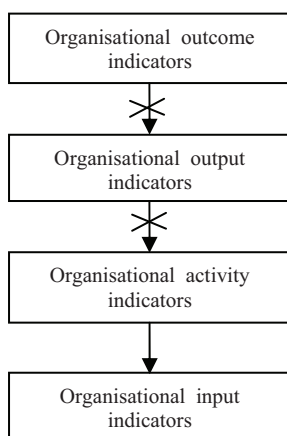 Organisational outcome
indicators
Organisational output
indicators
Organisational activity
indicators
Organisational input
indicators